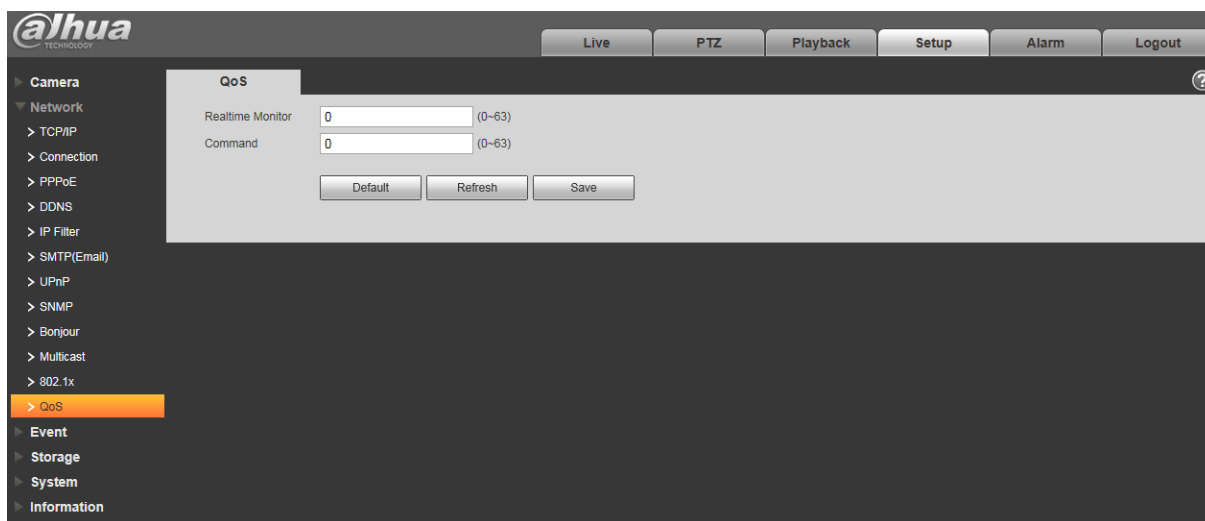 alhua
TECHNOLOGY
Live PTZ Playback Setup Alarm Logout
Camera
Network
> TCP/IP
> Connection
> PPPoE
> DDNS
> IP Filter
> SMTP(Email)
> UPnP
> SNMP
> Bonjour
> Multicast
> 802.1x
> QoS
Event
Storage
System
Information
QoS
?
Realtime Monitor 0 (0~63)
Command 0 (0~63)
Default Refresh Save